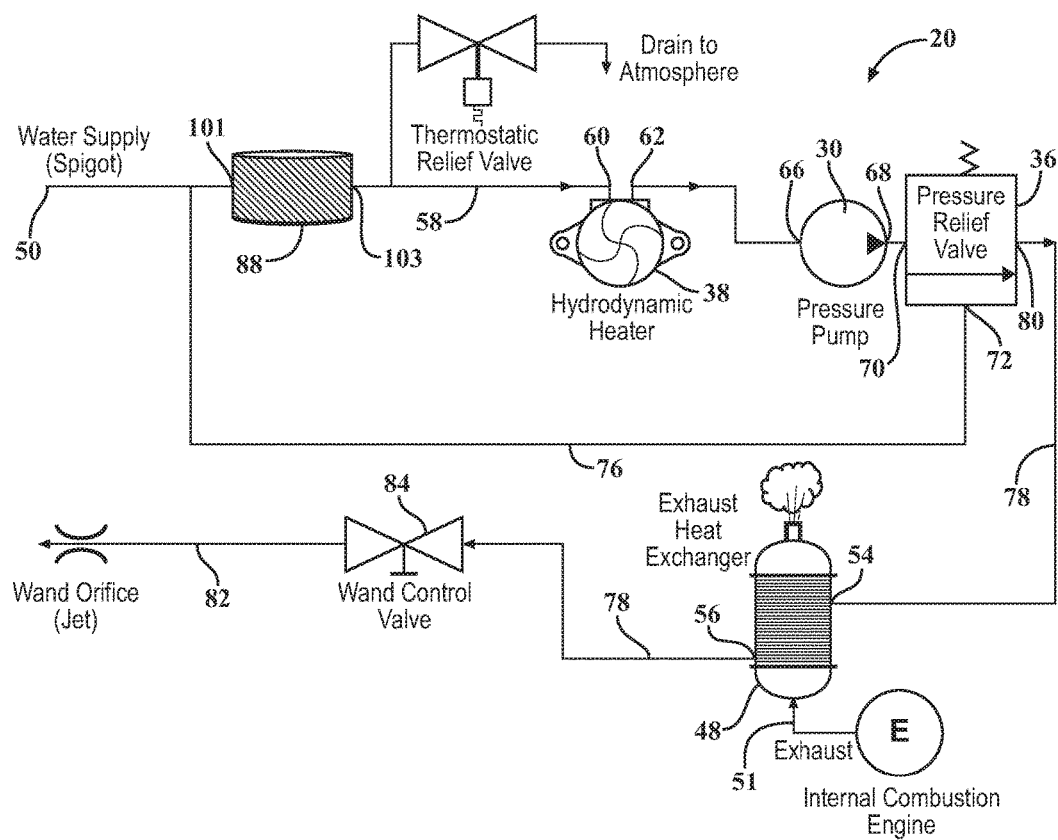 20
Drain to
Atmosphere
Water Supply
(Spigot)
101
Thermostatic
Relief Valve
60
62
30
66
68
36
Pressure
Relief
Valve
50
88
103
58
38
Hydrodynamic
Heater
Pressure
Pump
70
72
80
76
78
84
Exhaust
Heat
Exchanger
54
Wand Orifice
(Jet)
82
Wand Control
Valve
78
56
48
51
Exhaust
E
Internal Combustion
Engine